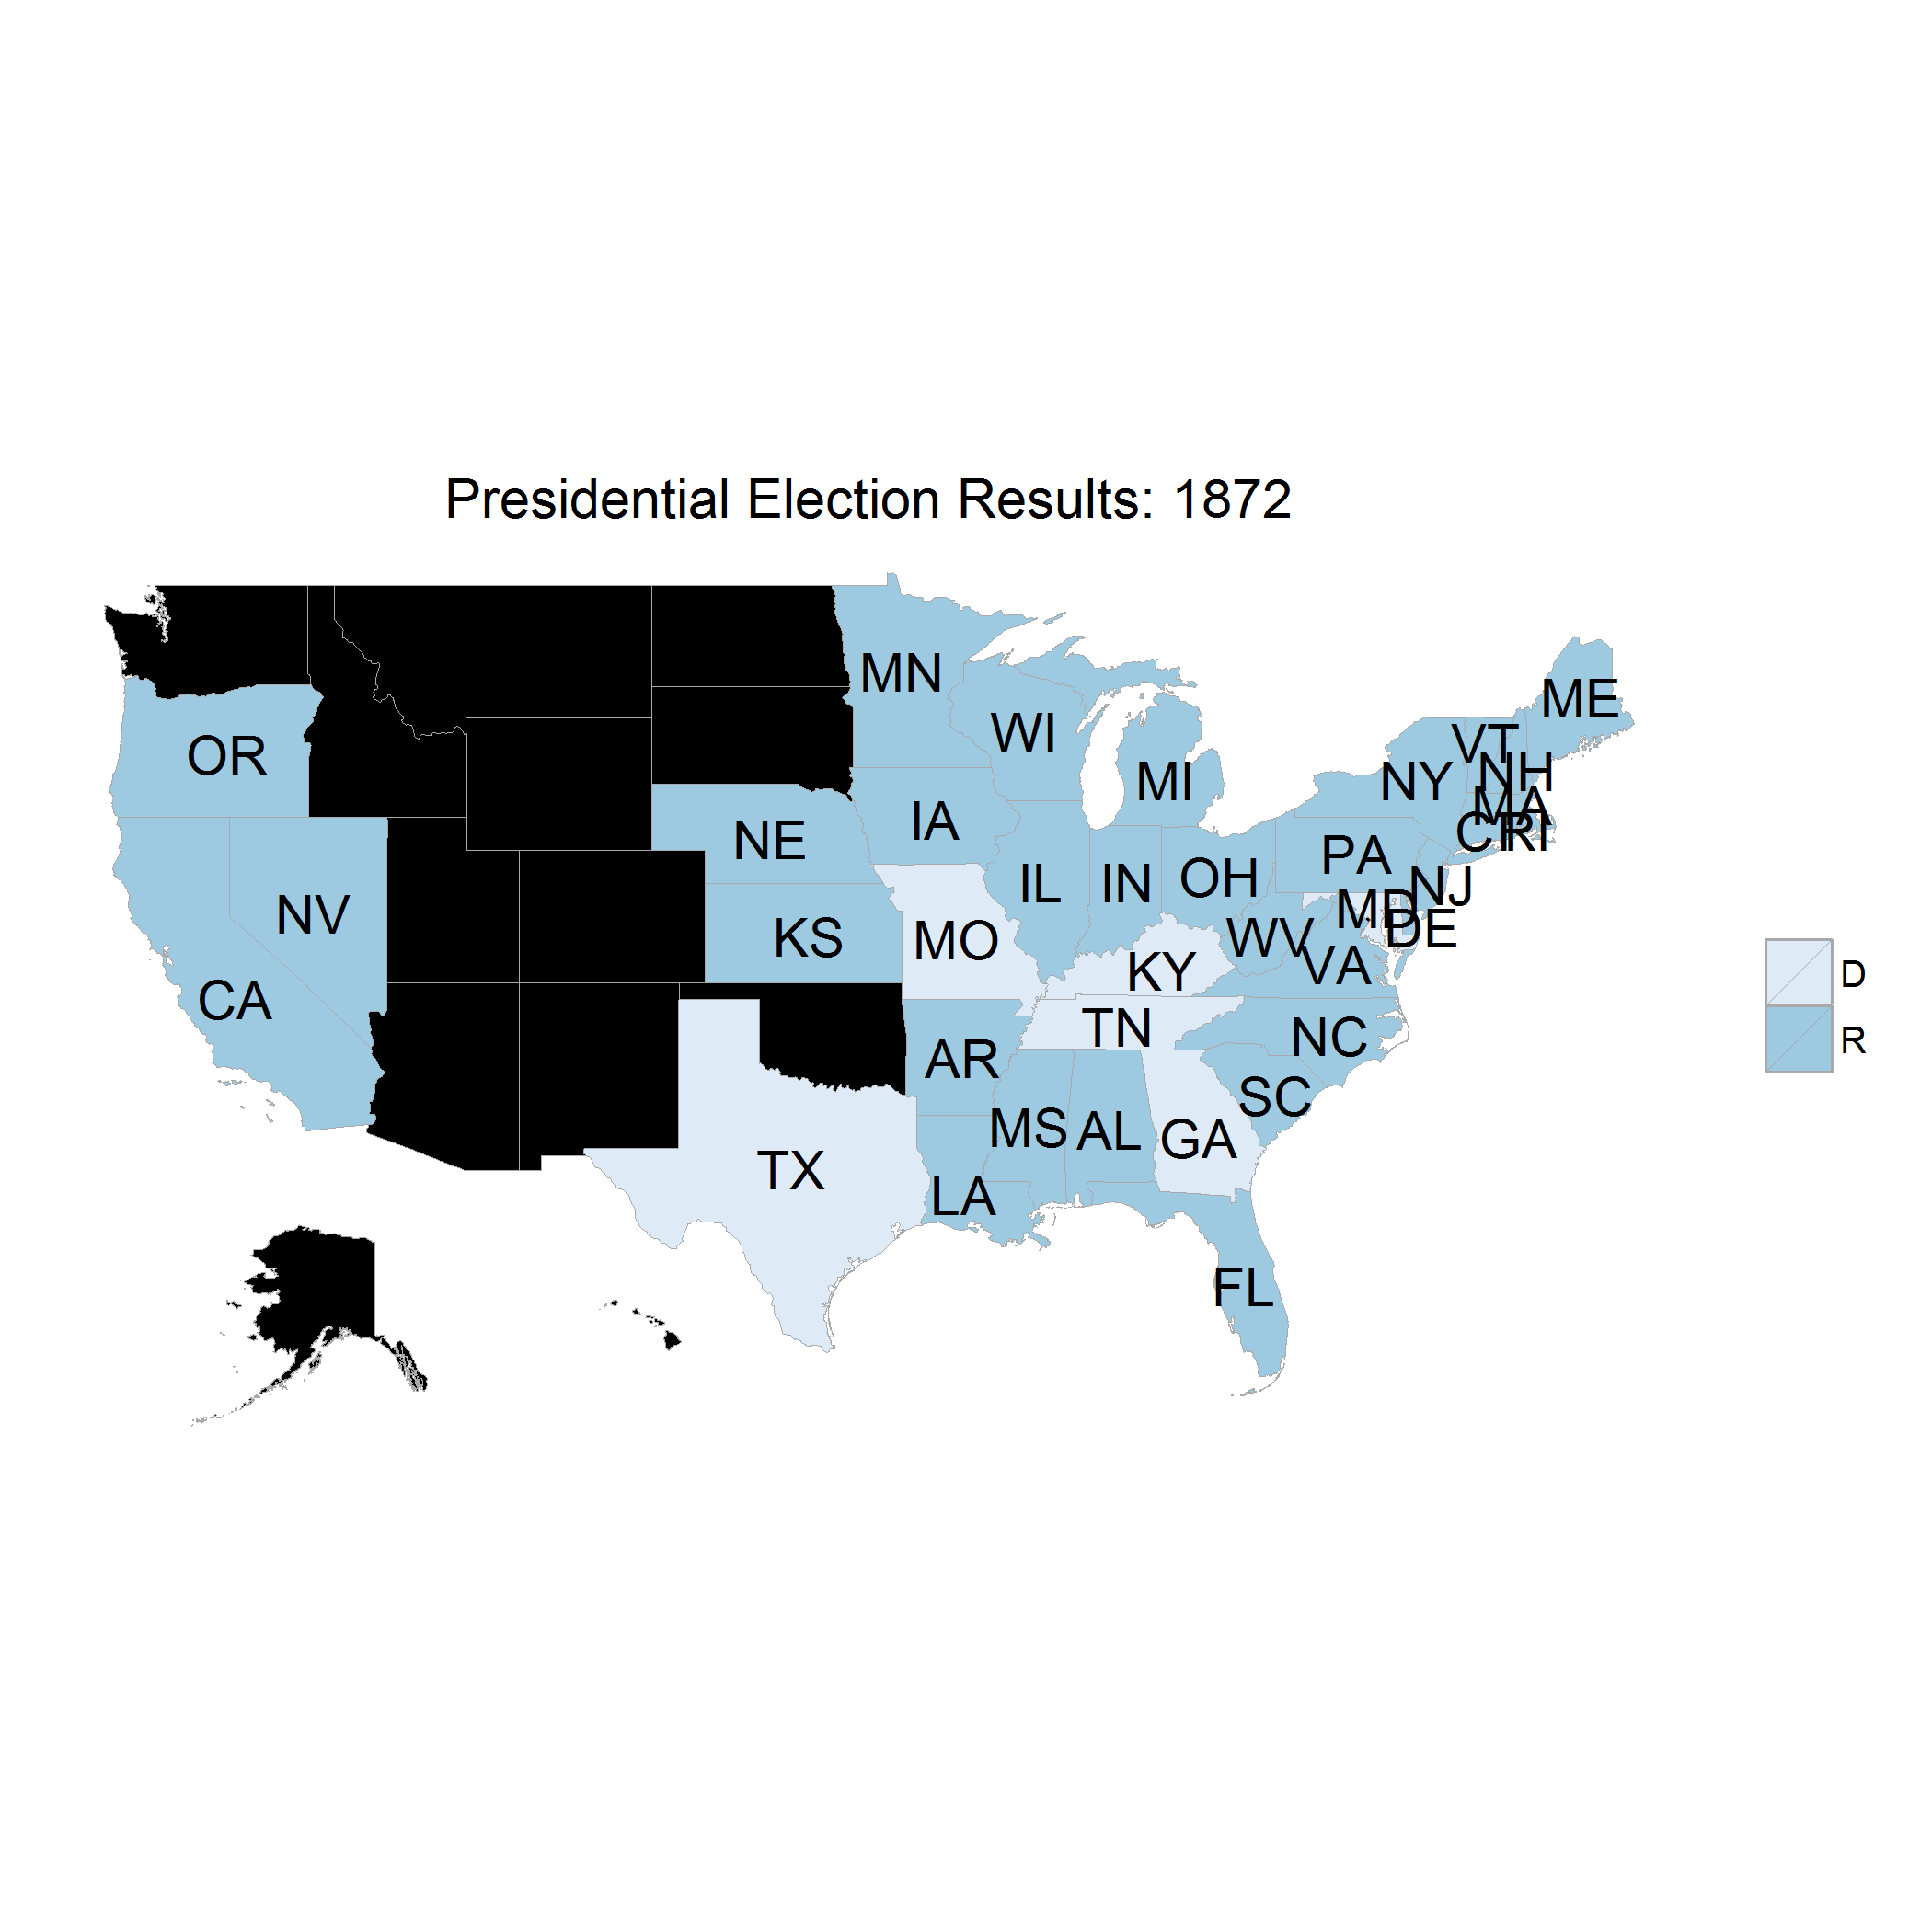 Presidential Election Results: 1872
MN
ME
WI
VT
OR
NH
NY
MI
MA
IA
CT
RI
NE
PA
OH
IL
IN
NJ
NV
MD
DE
KS
MO
WV
VA
KY
D
CA
TN
NC
R
AR
SC
MS
AL
GA
TX
LA
FL